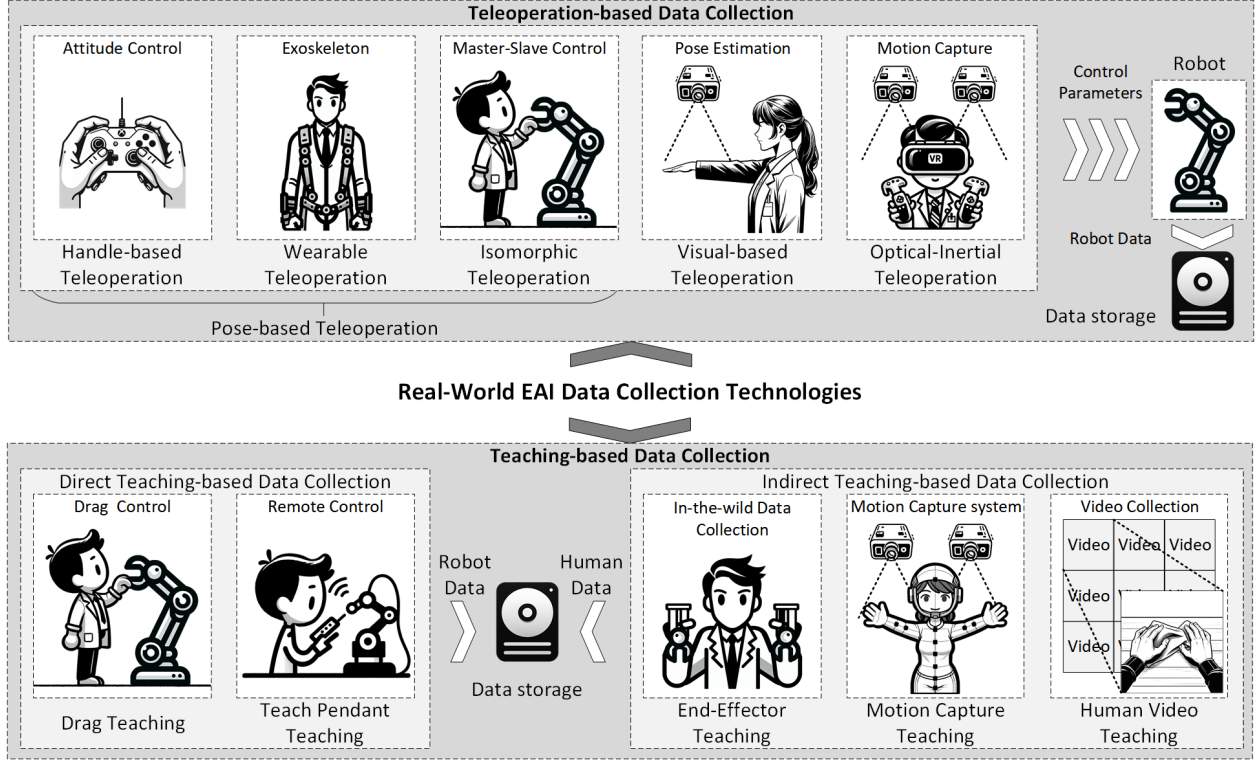 Teleoperation-based Data Collection
Attitude Control
Handle-based
Teleoperation
Exoskeleton
Wearable
Teleoperation
Master-Slave Control
Isomorphic
Teleoperation
Pose Estimation
Visual-based
Teleoperation
Motion Capture
VR
Optical-Inertial
Teleoperation
Pose-based Teleoperation
Control
Parameters
Robot
Robot Data
Data storage
Real-World EAI Data Collection Technologies
Teaching-based Data Collection
Direct Teaching-based Data Collection
Drag Control
Drag Teaching
Remote Control
Teach Pendant
Teaching
Robot
Data
Human
Data
Data storage
Indirect Teaching-based Data Collection
In-the-wild Data
Collection
End-Effector
Teaching
Motion Capture system
Motion Capture
Teaching
Video Collection
Video Video Video
Video
Video
Human Video
Teaching